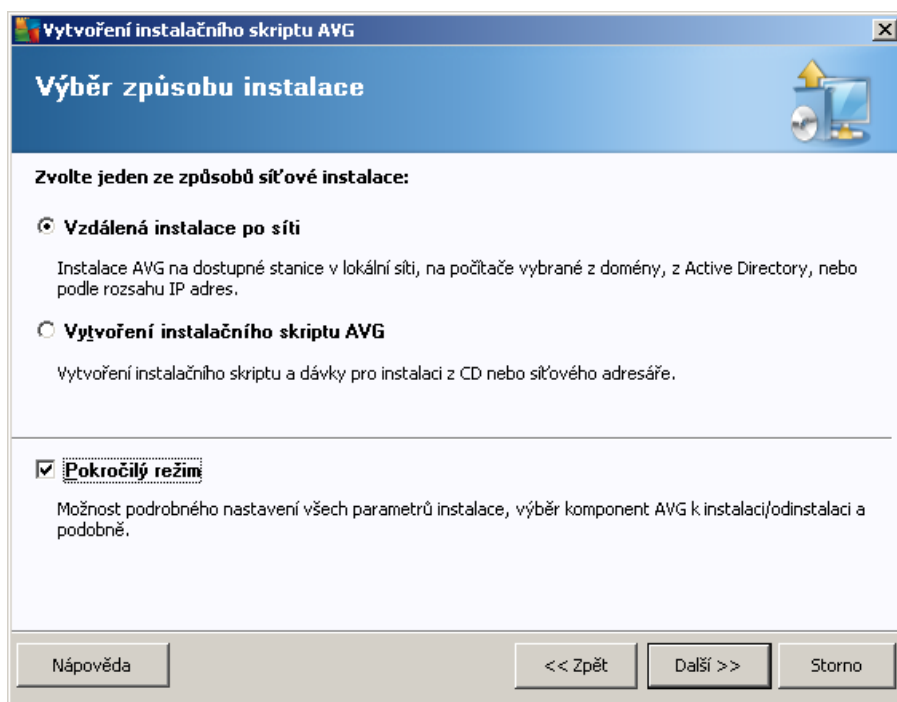 Vytvoření instalačního skriptu AVG
Výběr způsobu instalace
Zvolte jeden ze způsobů síťové instalace:
Vzdálená instalace po síti
Instalace AVG na dostupné stanice v lokální síti, na počítače vybrané z domény, z Active Directory, nebo
podle rozsahu IP adres.
Vytvoření instalačního skriptu AVG
Vytvoření instalačního skriptu a dávky pro instalaci z CD nebo síťového adresáře.
Pokročilý režim
Možnost podrobného nastavení všech parametrů instalace, výběr komponent AVG k instalaci/odinstalaci a
podobně.
Nápověda
<< Zpět
Další >>
Storno